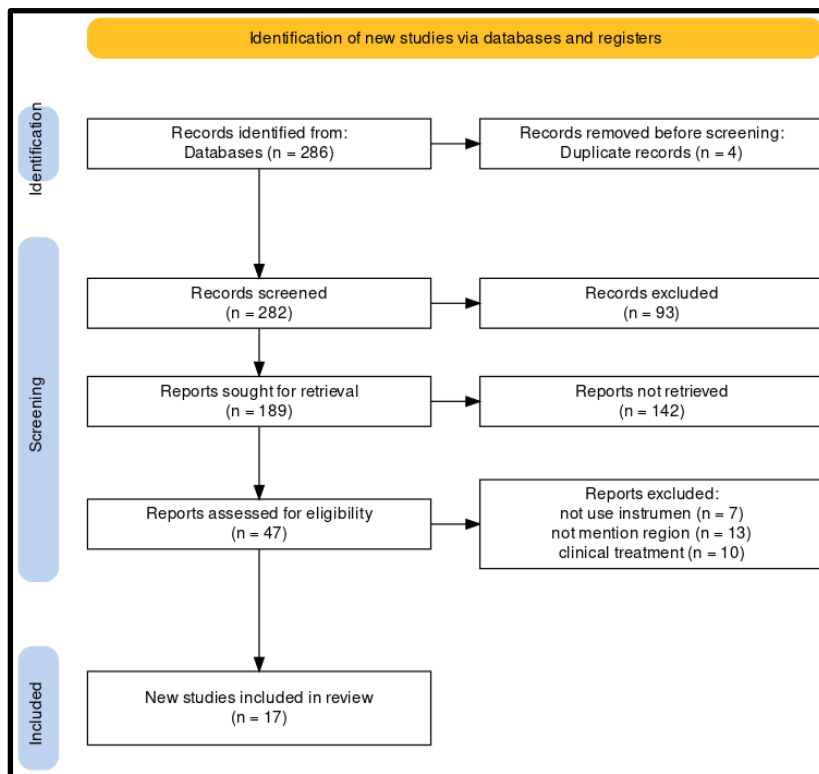 Identification of new studies via databases and registers
Identification
Records identified from:
Databases (n = 286)
Records removed before screening:
Duplicate records (n = 4)
Screening
Records screened
(n = 282)
Records excluded
(n = 93)
Reports sought for retrieval
(n = 189)
Reports not retrieved
(n = 142)
Reports assessed for eligibility
(n = 47)
Reports excluded:
not use instrumen (n = 7)
not mention region (n = 13)
clinical treatment (n = 10)
Included
New studies included in review
(n = 17)